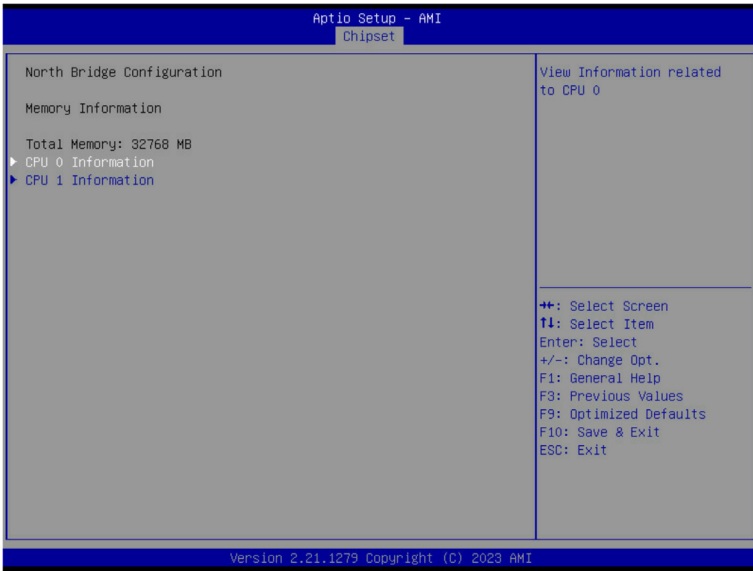 Aptio Setup – AMI
Chipset
North Bridge Configuration
Memory Information
Total Memory: 32768 MB
CPU 0 Information
CPU 1 Information
View Information related
to CPU 0
→←: Select Screen
↑↓: Select Item
Enter: Select
+/-: Change Opt.
F1: General Help
F3: Previous Values
F9: Optimized Defaults
F10: Save & Exit
ESC: Exit
Version 2.21.1279 Copyright (C) 2023 AMI